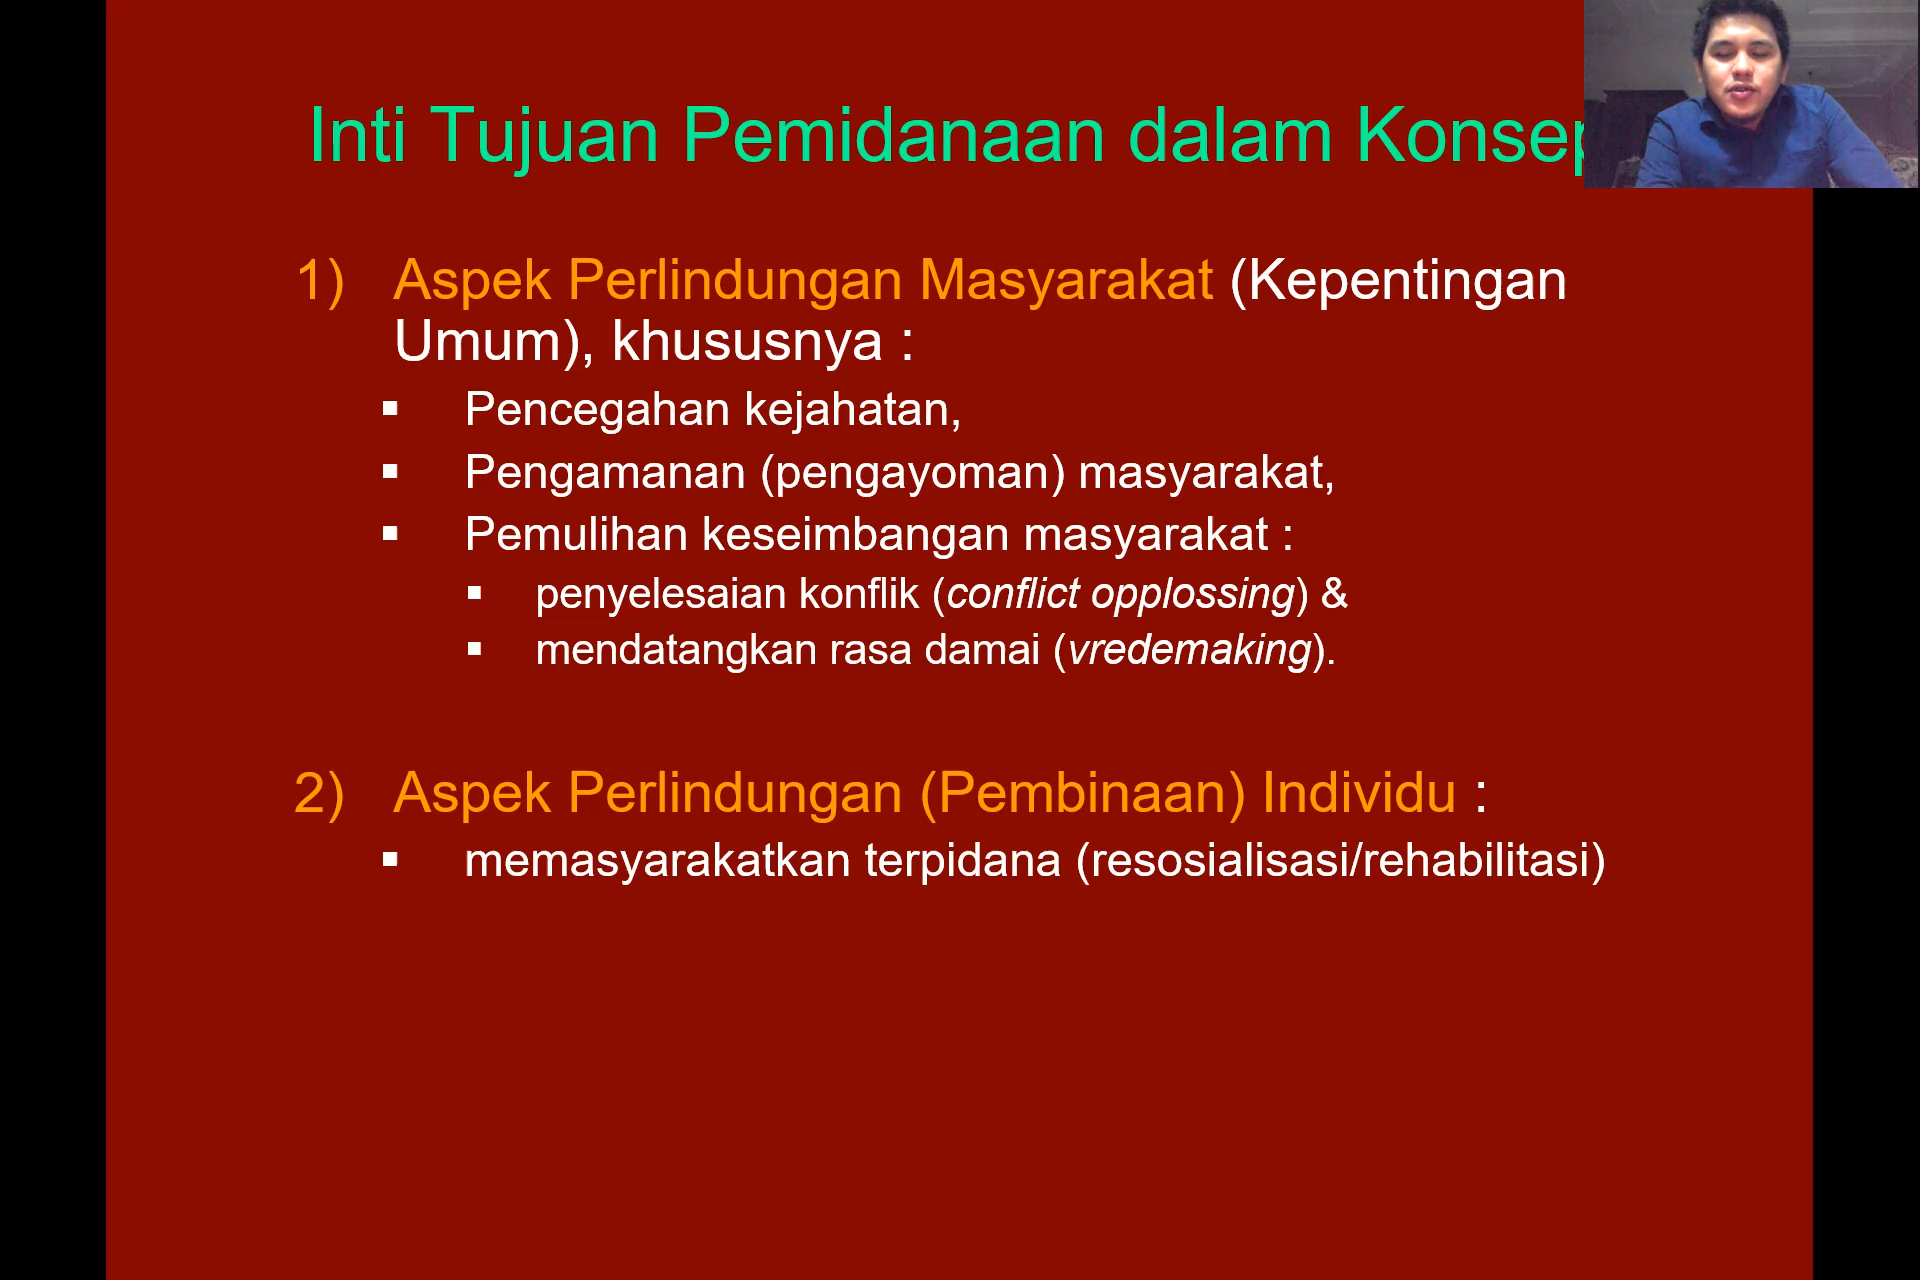 Inti Tujuan Pemidanaan dalam Konsep
1) Aspek Perlindungan Masyarakat (Kepentingan
Umum), khususnya :
▪ Pencegahan kejahatan,
▪ Pengamanan (pengayoman) masyarakat,
▪ Pemulihan keseimbangan masyarakat :
▪ penyelesaian konflik (conflict opplossing) &
▪ mendatangkan rasa damai (vredemaking).
2) Aspek Perlindungan (Pembinaan) Individu :
▪ memasyarakatkan terpidana (resosialisasi/rehabilitasi)